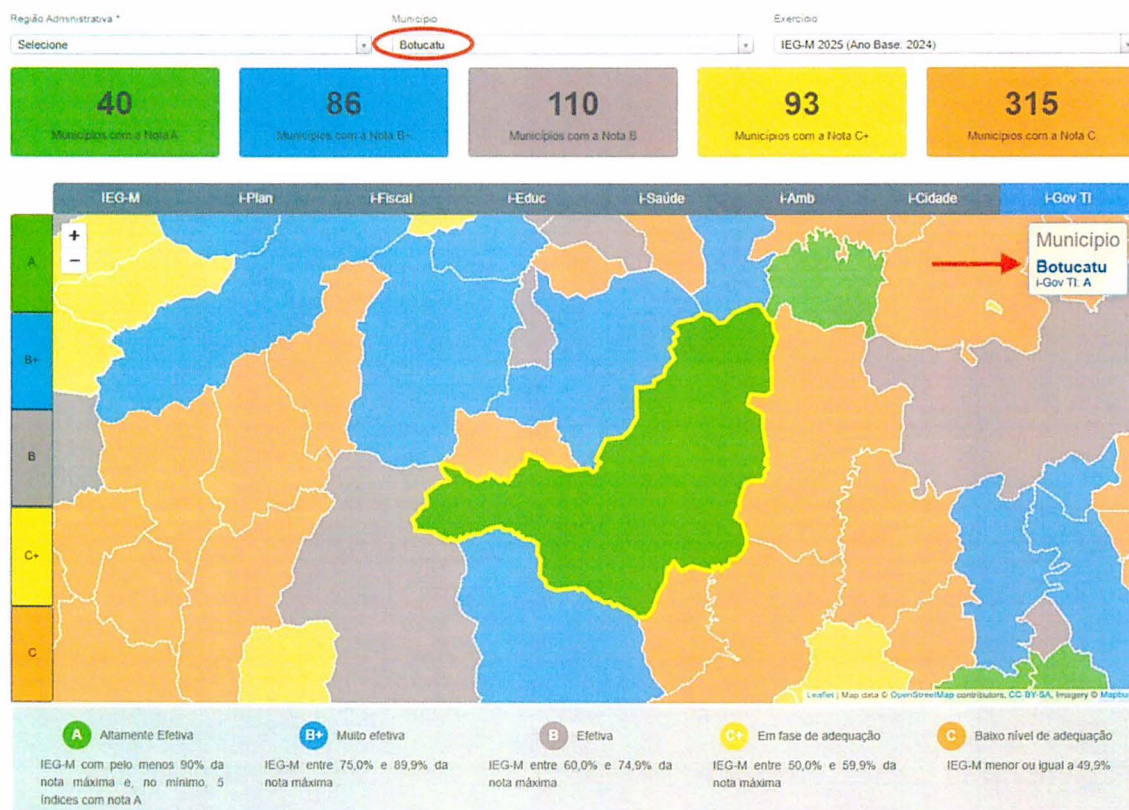 Região Administrativa *
Município
Exercício
Selecione
Botucatu
IEG-M 2025 (Ano Base: 2024)
40
86
110
93
315
Municípios com a Nota A
Municípios com a Nota B+
Municípios com a Nota B
Municípios com a Nota C+
Municípios com a Nota C
IEG-M
i-Plan
i-Fiscal
i-Educ
i-Saúde
i-Amb
i-Cidade
i-Gov TI
+
−
Município
Botucatu
i-Gov TI: A
A
B+
B
C+
C
Leaflet | Map data © OpenStreetMap contributors, CC-BY-SA, Imagery © Mapbox
A Altamente Efetiva
IEG-M com pelo menos 90% da
nota máxima e, no mínimo, 5
índices com nota A
B+ Muito efetiva
IEG-M entre 75,0% e 89,9% da
nota máxima
B Efetiva
IEG-M entre 60,0% e 74,9% da
nota máxima
C+ Em fase de adequação
IEG-M entre 50,0% e 59,9% da
nota máxima
C Baixo nível de adequação
IEG-M menor ou igual a 49,9%